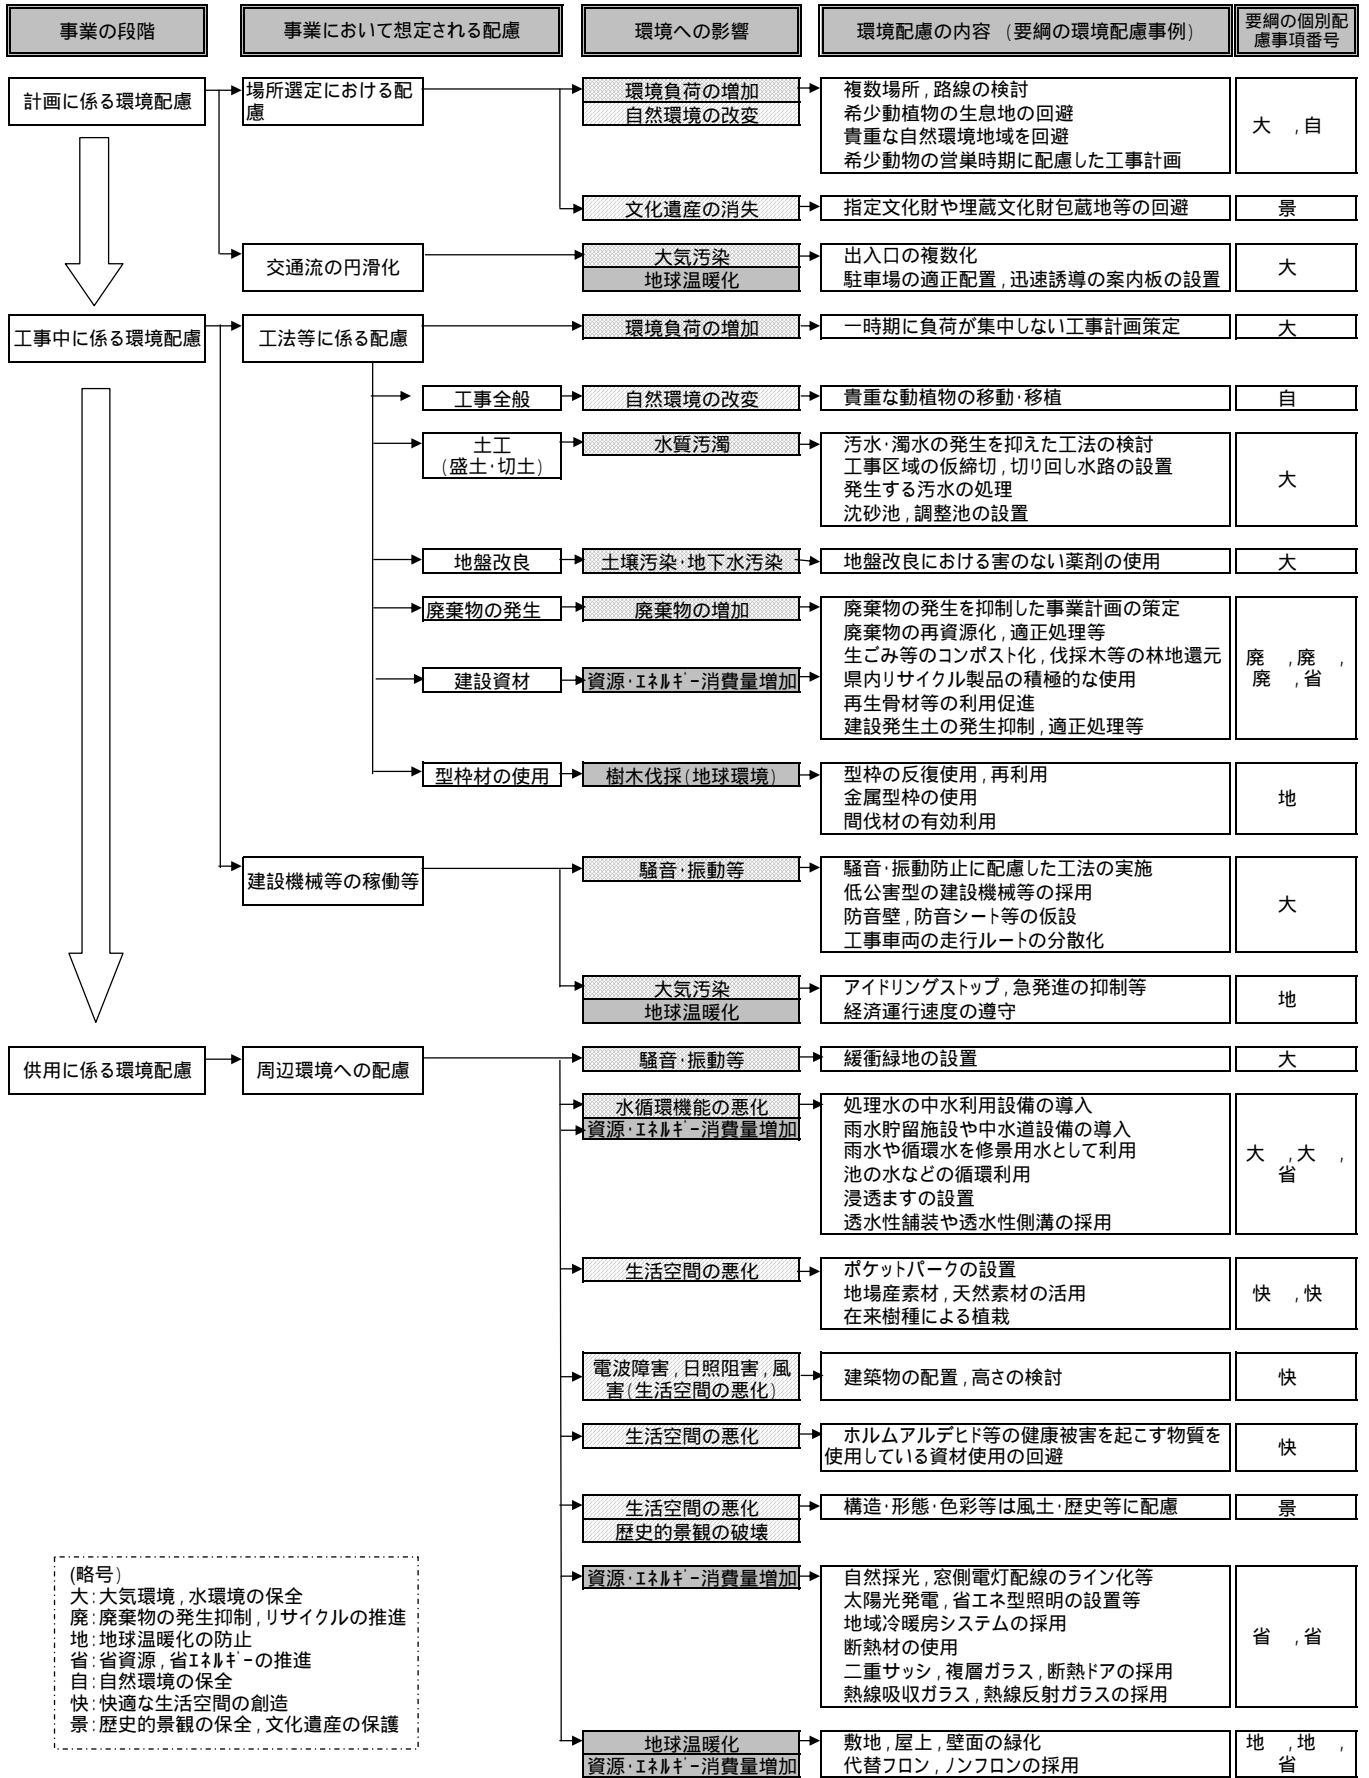 事業の段階
事業において想定される配慮
環境への影響
環境配慮の内容 (要綱の環境配慮事例)
要綱の個別配
慮事項番号
計画に係る環境配慮
場所選定における配
慮
環境負荷の増加
自然環境の改変
複数場所,路線の検討
希少動植物の生息地の回避
貴重な自然環境地域を回避
希少動物の営巣時期に配慮した工事計画
大 ,自
文化遺産の消失
指定文化財や埋蔵文化財包蔵地等の回避
景
交通流の円滑化
大気汚染
地球温暖化
出入口の複数化
駐車場の適正配置,迅速誘導の案内板の設置
大
工事中に係る環境配慮
工法等に係る配慮
環境負荷の増加
一時期に負荷が集中しない工事計画策定
大
工事全般
自然環境の改変
貴重な動植物の移動・移植
自
土工
(盛土・切土)
水質汚濁
汚水・濁水の発生を抑えた工法の検討
工事区域の仮締切,切り回し水路の設置
発生する汚水の処理
沈砂池,調整池の設置
大
地盤改良
土壌汚染・地下水汚染
地盤改良における害のない薬剤の使用
大
廃棄物の発生
廃棄物の増加
廃棄物の発生を抑制した事業計画の策定
廃棄物の再資源化,適正処理等
生ごみ等のコンポスト化,伐採木等の林地還元
建設資材
資源・エネルギー消費量増加
県内リサイクル製品の積極的な使用
再生骨材等の利用促進
建設発生土の発生抑制,適正処理等
廃 ,廃 ,
廃 ,省
型枠材の使用
樹木伐採(地球環境)
型枠の反復使用,再利用
金属型枠の使用
間伐材の有効利用
地
建設機械等の稼働等
騒音・振動等
騒音・振動防止に配慮した工法の実施
低公害型の建設機械等の採用
防音壁,防音シート等の仮設
工事車両の走行ルートの分散化
大
大気汚染
地球温暖化
アイドリングストップ,急発進の抑制等
経済運行速度の遵守
地
供用に係る環境配慮
周辺環境への配慮
騒音・振動等
緩衝緑地の設置
大
水循環機能の悪化
資源・エネルギー消費量増加
処理水の中水利用設備の導入
雨水貯留施設や中水道設備の導入
雨水や循環水を修景用水として利用
池の水などの循環利用
浸透ますの設置
透水性舗装や透水性側溝の採用
大 ,大 ,
省
生活空間の悪化
ポケットパークの設置
地場産素材,天然素材の活用
在来樹種による植栽
快 ,快
電波障害,日照阻害,風
害(生活空間の悪化)
建築物の配置,高さの検討
快
生活空間の悪化
ホルムアルデヒド等の健康被害を起こす物質を
使用している資材使用の回避
快
生活空間の悪化
歴史的景観の破壊
構造・形態・色彩等は風土・歴史等に配慮
景
資源・エネルギー消費量増加
自然採光,窓側電灯配線のライン化等
太陽光発電,省エネ型照明の設置等
地域冷暖房システムの採用
断熱材の使用
二重サッシ,複層ガラス,断熱ドアの採用
熱線吸収ガラス,熱線反射ガラスの採用
省 ,省
地球温暖化
資源・エネルギー消費量増加
敷地,屋上,壁面の緑化
代替フロン,ノンフロンの採用
地 ,地 ,
省
(略号)
大:大気環境,水環境の保全
廃:廃棄物の発生抑制,リサイクルの推進
地:地球温暖化の防止
省:省資源,省エネルギーの推進
自:自然環境の保全
快:快適な生活空間の創造
景:歴史的景観の保全,文化遺産の保護